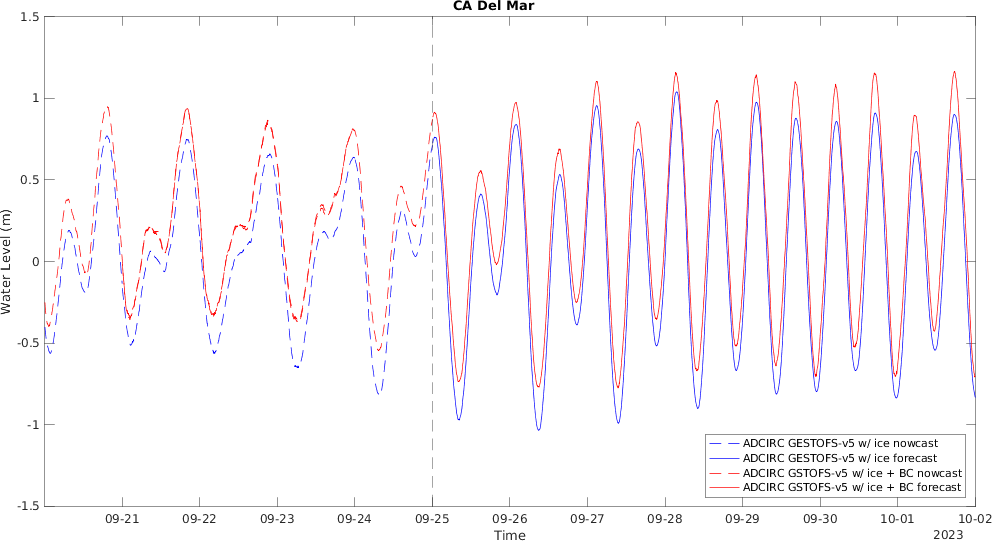 CA Del Mar
1.5
1
0.5
0
-0.5
-1
-1.5
Water Level (m)
09-21 09-22 09-23 09-24 09-25 09-26 09-27 09-28 09-29 09-30 10-01 10-02
Time
2023
ADCIRC GESTOFS-v5 w/ ice nowcast
ADCIRC GESTOFS-v5 w/ ice forecast
ADCIRC GSTOFS-v5 w/ ice + BC nowcast
ADCIRC GSTOFS-v5 w/ ice + BC forecast